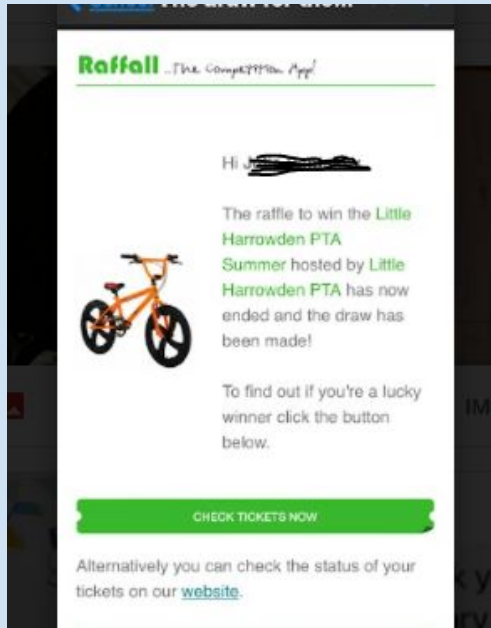 Raffall ..The Competition App!
Hi
The raffle to win the Little
Harrowden PTA
Summer hosted by Little
Harrowden PTA has now
ended and the draw has
been made!
To find out if you're a lucky
winner click the button
below.
CHECK TICKETS NOW
Alternatively you can check the status of your
tickets on our website.